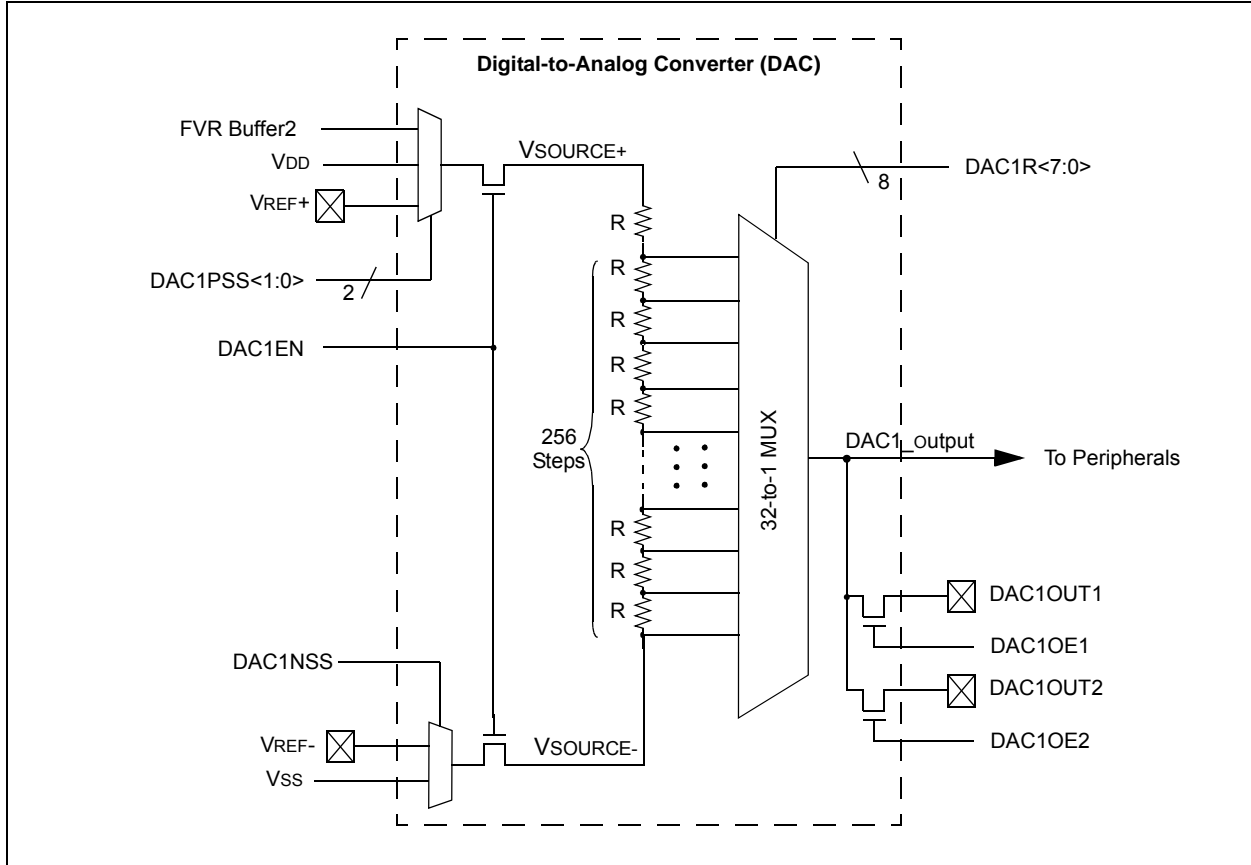 Digital-to-Analog Converter (DAC)
FVR Buffer2
VDD
VREF+
DAC1PSS<1:0>
2
DAC1EN
VSOURCE+
R
R
R
R
R
256
Steps
R
R
R
32-to-1 MUX
8
DAC1R<7:0>
DAC1_Output
To Peripherals
DAC1OUT1
DAC1OE1
DAC1OUT2
DAC1OE2
DAC1NSS
VREF-
VSS
VSOURCE-